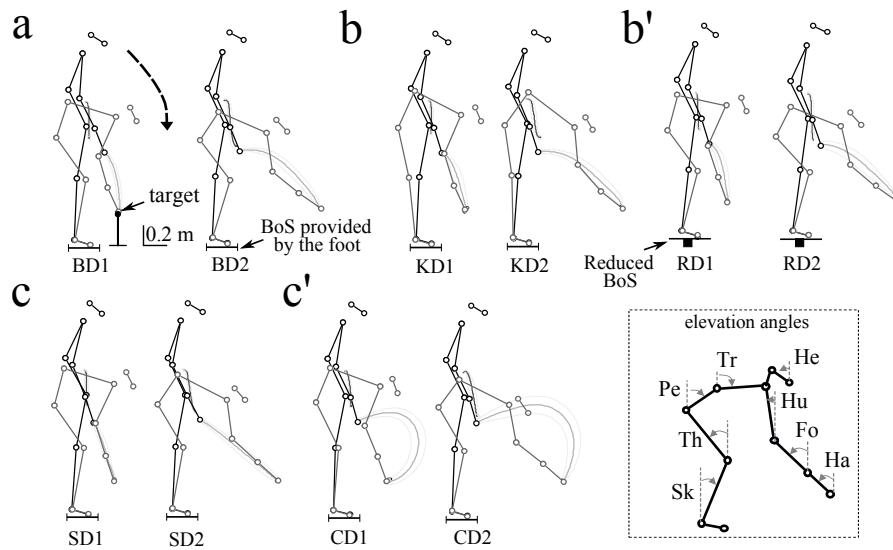 a
b
b'
target
0.2 m
BoS provided
by the foot
BD1
BD2
KD1
KD2
Reduced
BoS
RD1
RD2
c
c'
SD1
SD2
CD1
CD2
elevation angles
He
Tr
Pe
Hu
Th
Fo
Ha
Sk